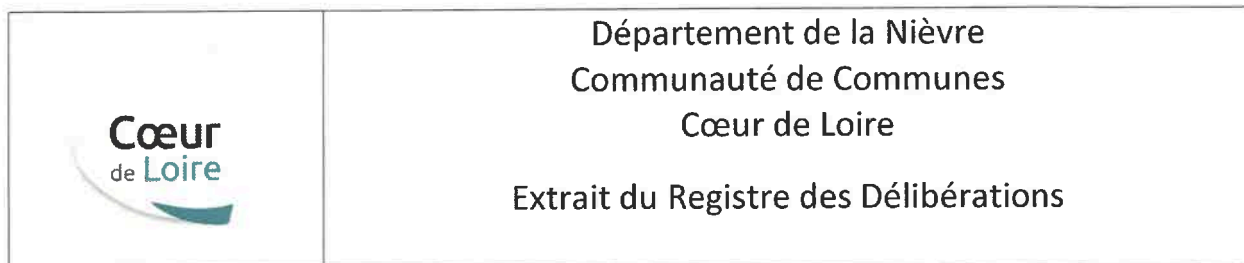 Cœur
de Loire
Département de la Nièvre
Communauté de Communes
Cœur de Loire
Extrait du Registre des Délibérations